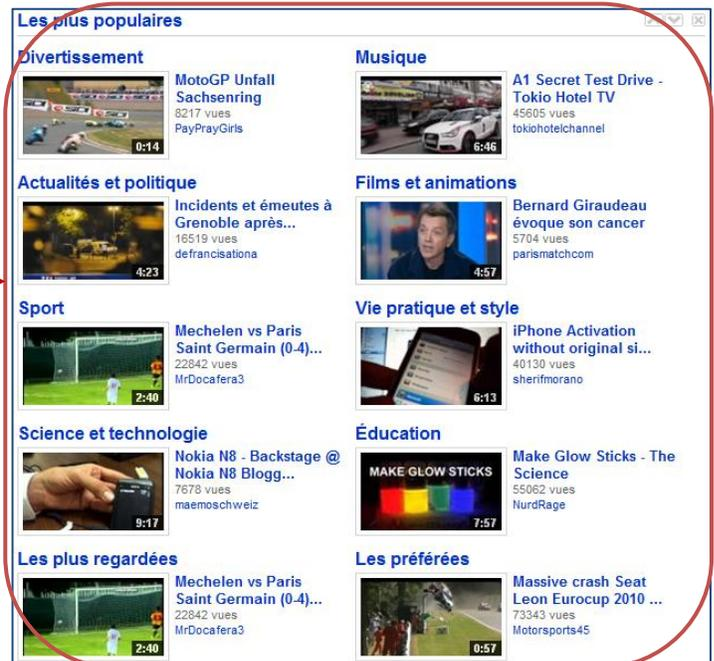 Les plus populaires
Divertissement
0:14
MotoGP Unfall
Sachsenring
8217 vues
PayPrayGirls
Musique
6:46
A1 Secret Test Drive -
Tokio Hotel TV
45605 vues
tokiohotelchannel
Actualités et politique
4:23
Incidents et émeutes à
Grenoble après...
16519 vues
defrancisationa
Films et animations
4:57
Bernard Giraudeau
évoque son cancer
5704 vues
parismatchcom
Sport
2:40
Mechelen vs Paris
Saint Germain (0-4)...
22842 vues
MrDocafera3
Vie pratique et style
6:13
iPhone Activation
without original si...
40130 vues
sherifmorano
Science et technologie
9:17
Nokia N8 - Backstage @
Nokia N8 Blogg...
7678 vues
maemoschweiz
Éducation
MAKE GLOW STICKS
7:57
Make Glow Sticks - The
Science
55062 vues
NurdRage
Les plus regardées
2:40
Mechelen vs Paris
Saint Germain (0-4)...
22842 vues
MrDocafera3
Les préférées
0:57
Massive crash Seat
Leon Eurocup 2010 ...
73343 vues
Motorsports45